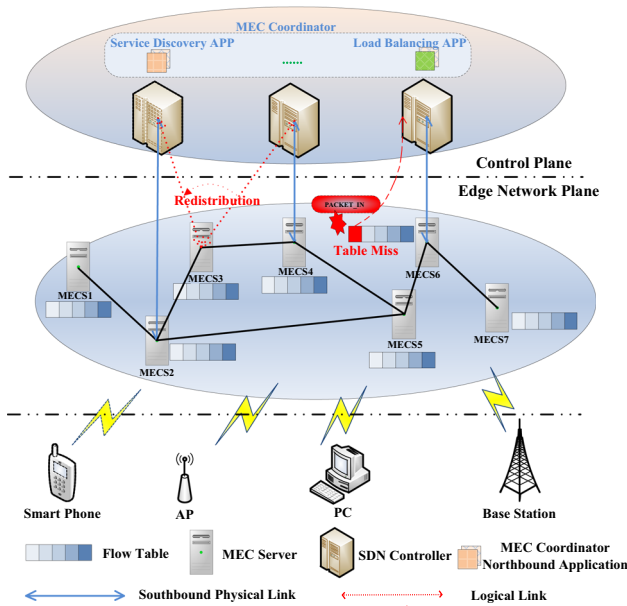 MEC Coordinator
Service Discovery APP
Load Balancing APP
......
Control Plane
Edge Network Plane
Redistribution
PACKET_IN
Table Miss
MECS1
MECS2
MECS3
MECS4
MECS5
MECS6
MECS7
Smart Phone
AP
PC
Base Station
Flow Table
MEC Server
SDN Controller
MEC Coordinator
Northbound Application
Southbound Physical Link
Logical Link